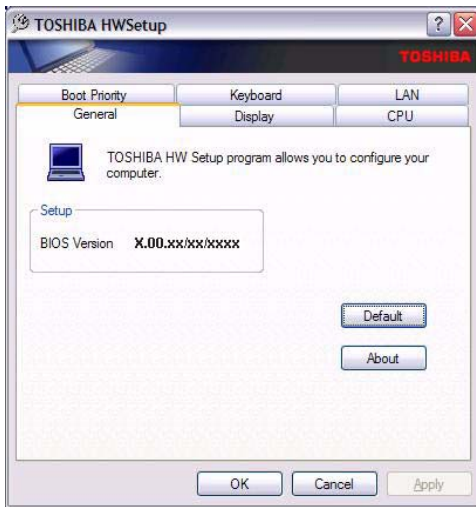 TOSHIBA HWSetup
TOSHIBA
Boot Priority Keyboard LAN
General Display CPU
TOSHIBA HW Setup program allows you to configure your
computer.
Setup
BIOS Version X.00.xx/xx/xxxx
Default
About
OK Cancel Apply